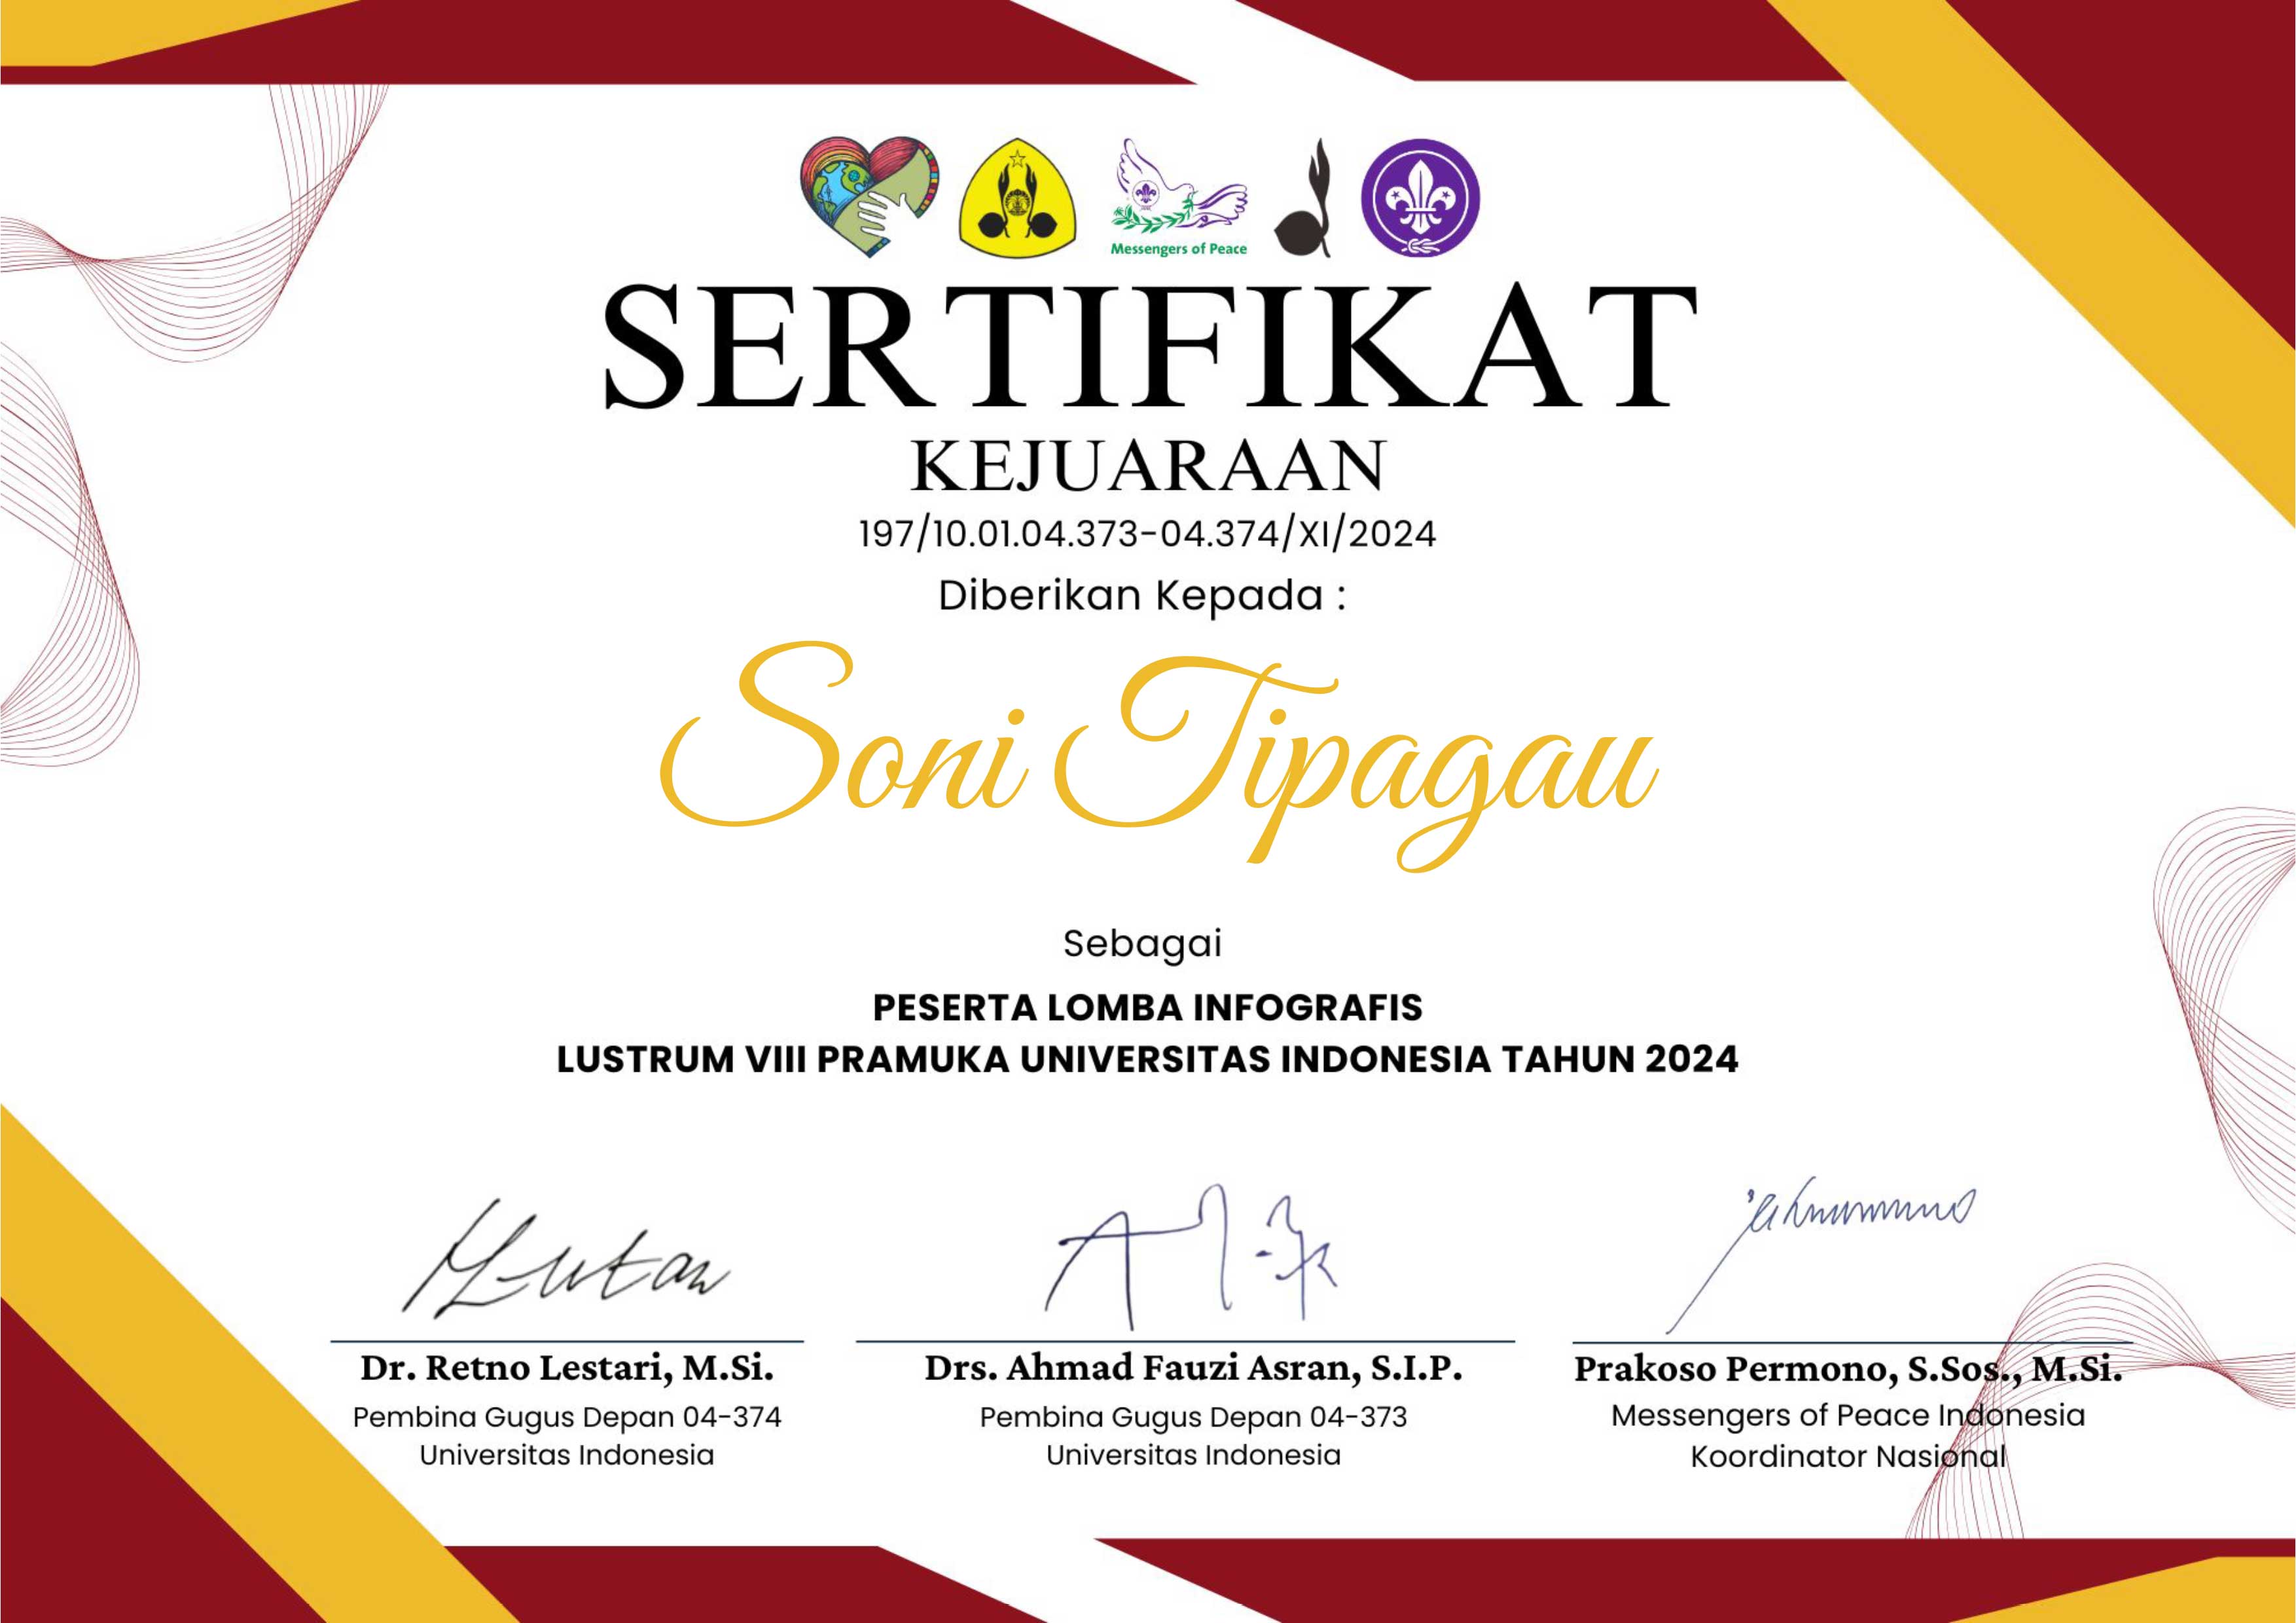 Messengers of Peace
SERTIFIKAT
KEJUARAAN
197/10.01.04.373-04.374/XI/2024
Diberikan Kepada :
Soni Tipagau
Sebagai
PESERTA LOMBA INFOGRAFIS
LUSTRUM VIII PRAMUKA UNIVERSITAS INDONESIA TAHUN 2024
Dr. Retno Lestari, M.Si.
Pembina Gugus Depan 04-374
Universitas Indonesia
Drs. Ahmad Fauzi Asran, S.I.P.
Pembina Gugus Depan 04-373
Universitas Indonesia
Prakoso Permono, S.Sos., M.Si.
Messengers of Peace Indonesia
Koordinator Nasional